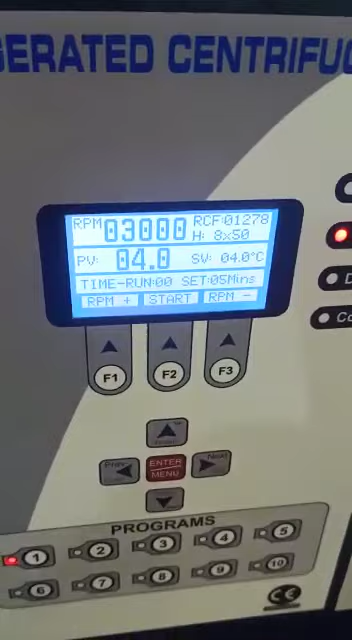 GERATED CENTRIFUG
RPM 03000 RCF:01278
H: 8x50
PV: 04.0 SV: 04.0°C
TIME-RUN:00 SET:05Mins
RPM + START RPM -
F1 F2 F3
Prev Next
ENTER
MENU
PROGRAMS
1 2 3 4 5
6 7 8 9 10
CE